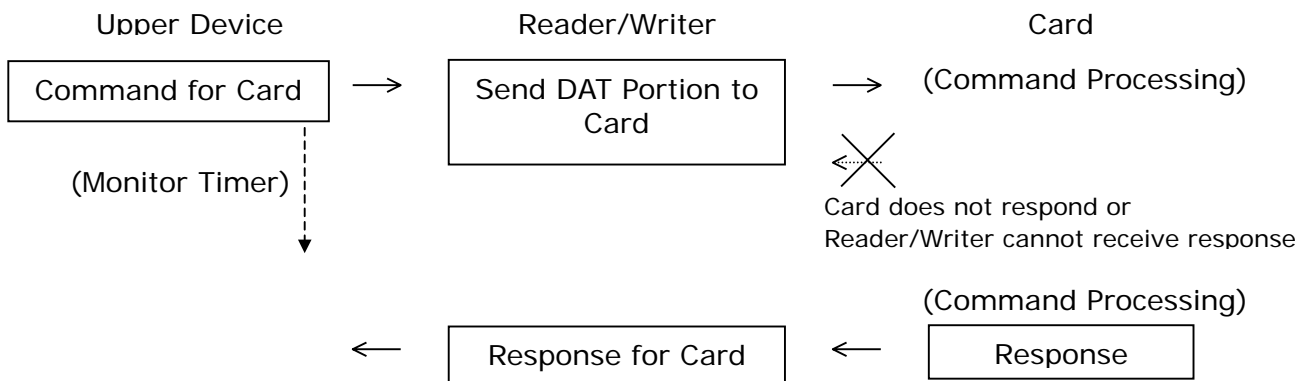 Upper Device Reader/Writer Card
Command for Card
Send DAT Portion to
Card
(Command Processing)
(Monitor Timer)
Card does not respond or
Reader/Writer cannot receive response
(Command Processing)
Response for Card
Response